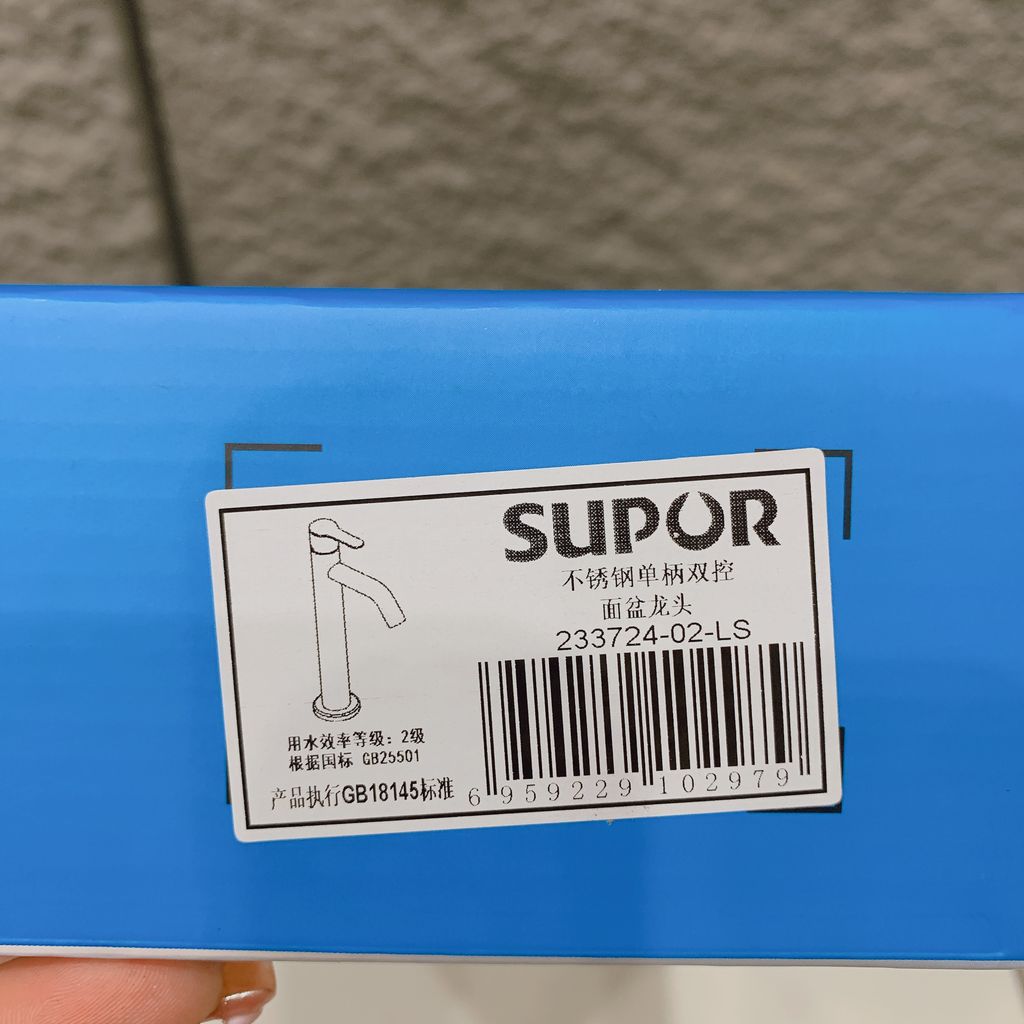 SUPOR
不锈钢单柄双控
面盆龙头
233724-02-LS
用水效率等级：2级
根据国标 GB25501
产品执行GB18145标准
6 959229 102979